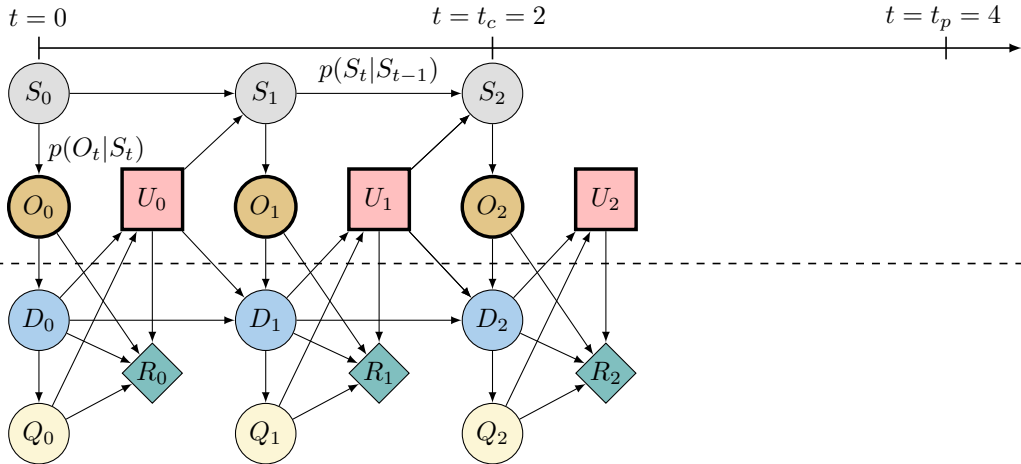 t = 0
t = t_c = 2
t = t_p = 4
p(S_t|S_{t−1})
S_0
S_1
S_2
p(O_t|S_t)
O_0
U_0
O_1
U_1
O_2
U_2
D_0
D_1
D_2
R_0
R_1
R_2
Q_0
Q_1
Q_2